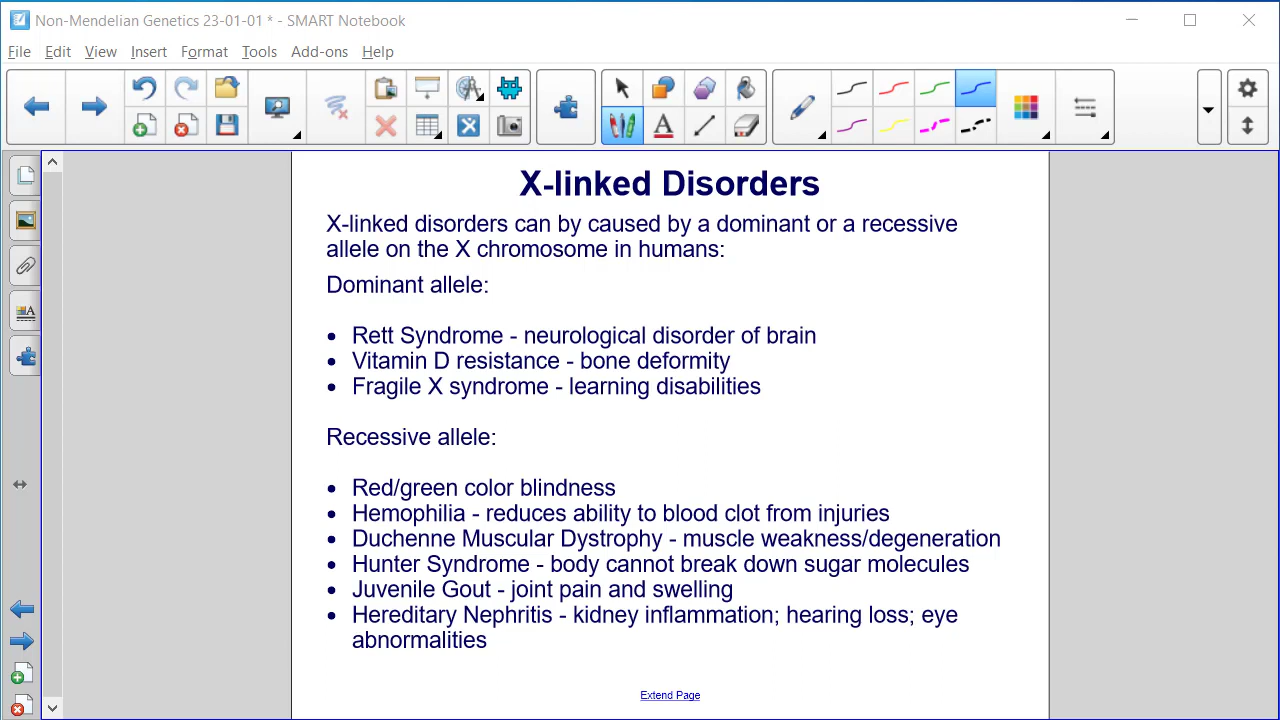 Non-Mendelian Genetics 23-01-01 * - SMART Notebook
File Edit View Insert Format Tools Add-ons Help
X-linked Disorders
X-linked disorders can by caused by a dominant or a recessive
allele on the X chromosome in humans:
Dominant allele:
• Rett Syndrome - neurological disorder of brain
• Vitamin D resistance - bone deformity
• Fragile X syndrome - learning disabilities
Recessive allele:
• Red/green color blindness
• Hemophilia - reduces ability to blood clot from injuries
• Duchenne Muscular Dystrophy - muscle weakness/degeneration
• Hunter Syndrome - body cannot break down sugar molecules
• Juvenile Gout - joint pain and swelling
• Hereditary Nephritis - kidney inflammation; hearing loss; eye
abnormalities
Extend Page